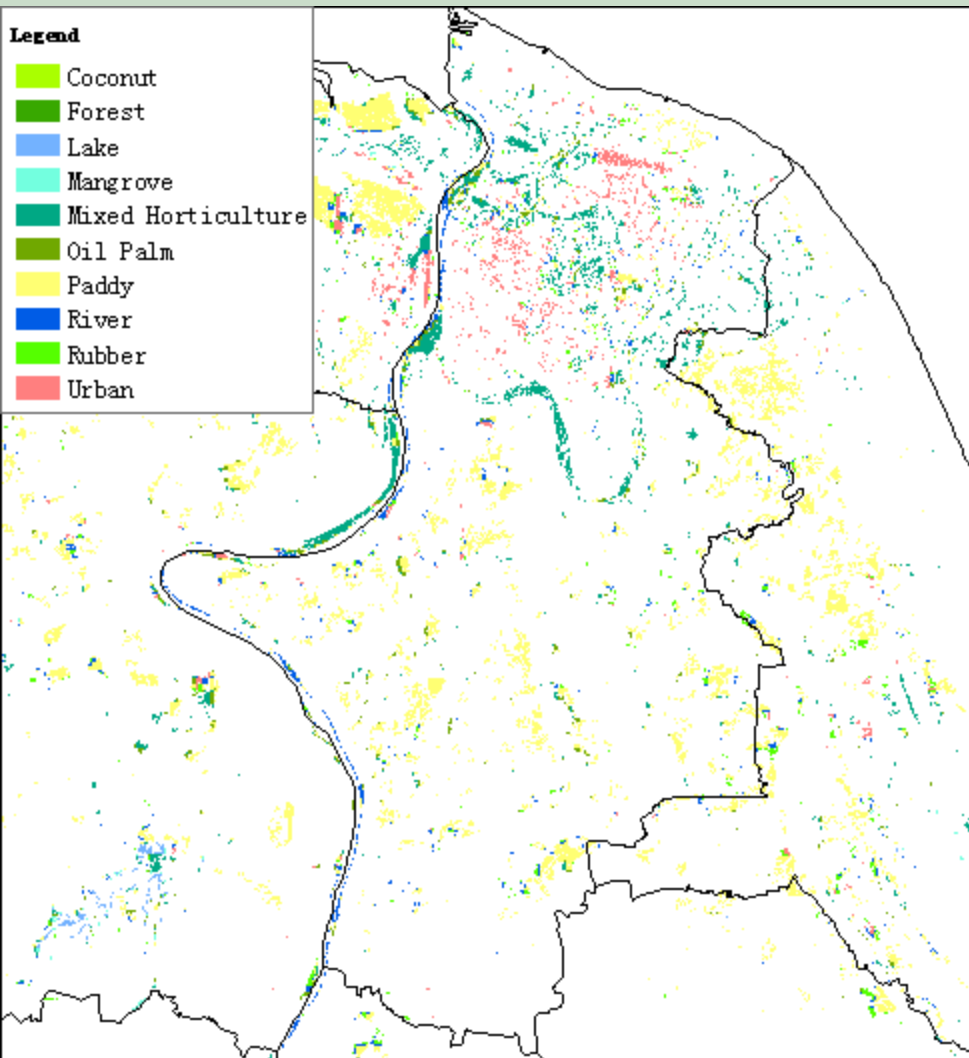 Legend
Coconut
Forest
Lake
Mangrove
Mixed Horticulture
Oil Palm
Paddy
River
Rubber
Urban